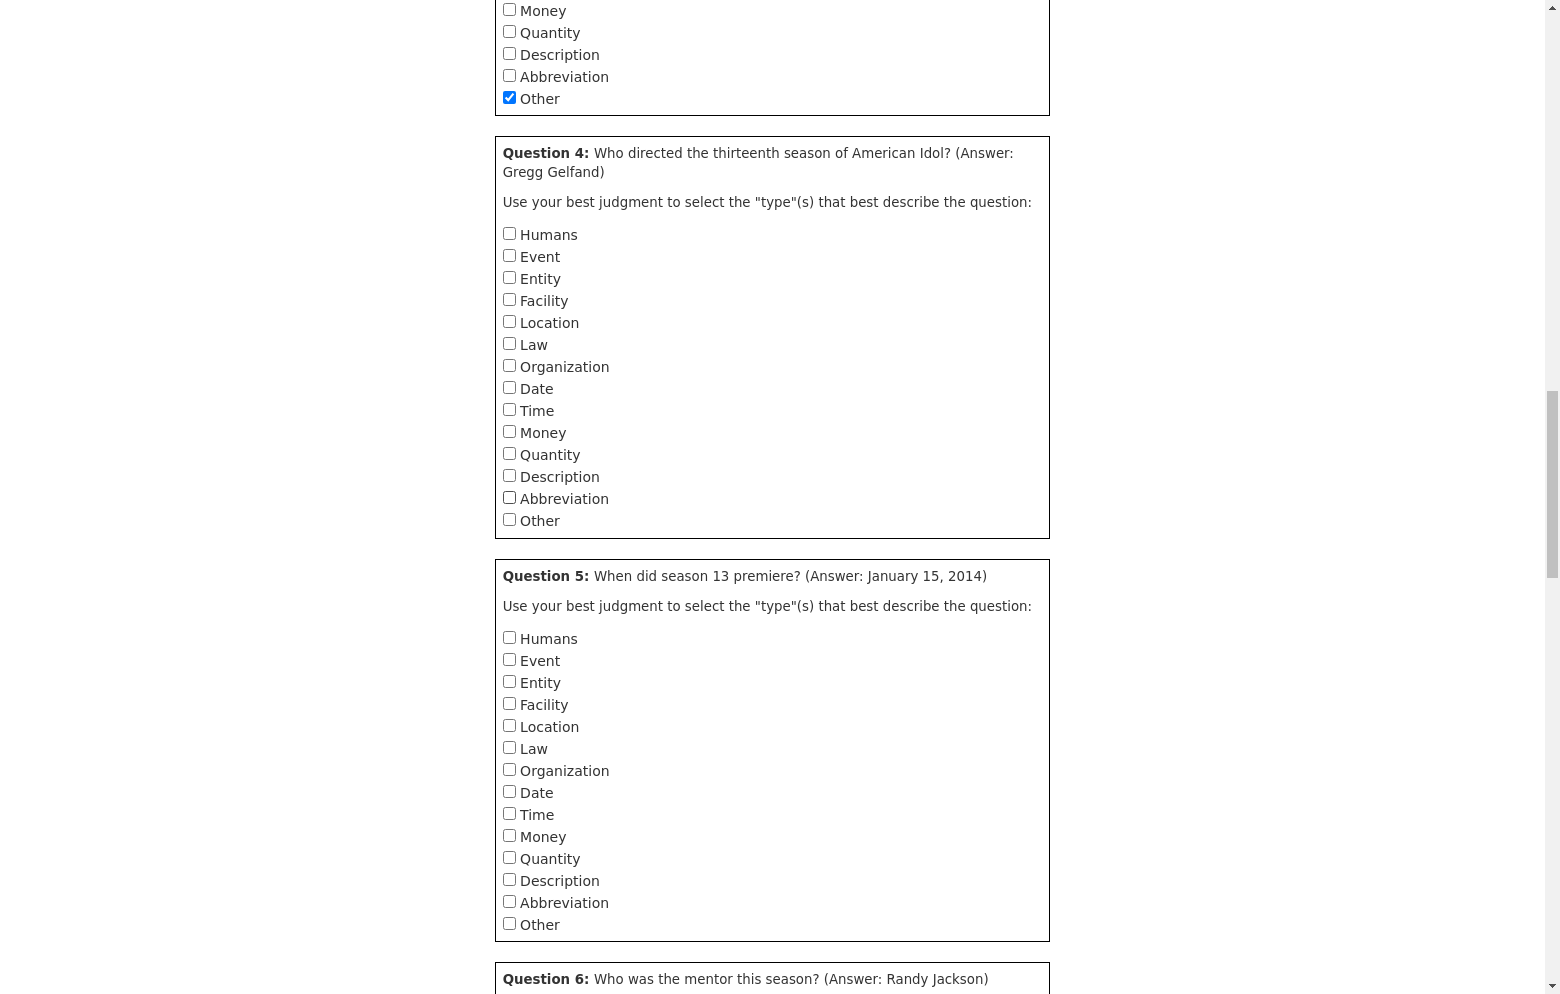 Money
Quantity
Description
Abbreviation
Other
Question 4: Who directed the thirteenth season of American Idol? (Answer:
Gregg Gelfand)
Use your best judgment to select the "type"(s) that best describe the question:
Humans
Event
Entity
Facility
Location
Law
Organization
Date
Time
Money
Quantity
Description
Abbreviation
Other
Question 5: When did season 13 premiere? (Answer: January 15, 2014)
Use your best judgment to select the "type"(s) that best describe the question:
Humans
Event
Entity
Facility
Location
Law
Organization
Date
Time
Money
Quantity
Description
Abbreviation
Other
Question 6: Who was the mentor this season? (Answer: Randy Jackson)